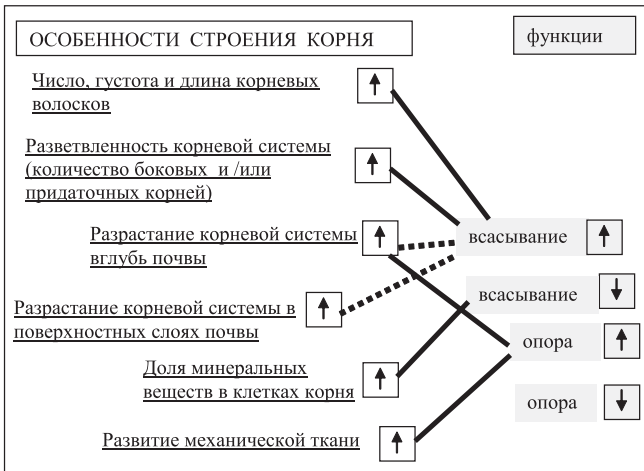 ОСОБЕННОСТИ СТРОЕНИЯ КОРНЯ
функции
Число, густота и длина корневых
волосков
Разветвленность корневой системы
(количество боковых и /или
придаточных корней)
Разрастание корневой системы
вглубь почвы
всасывание
Разрастание корневой системы в
поверхностных слоях почвы
всасывание
опора
Доля минеральных
веществ в клетках корня
опора
Развитие механической ткани